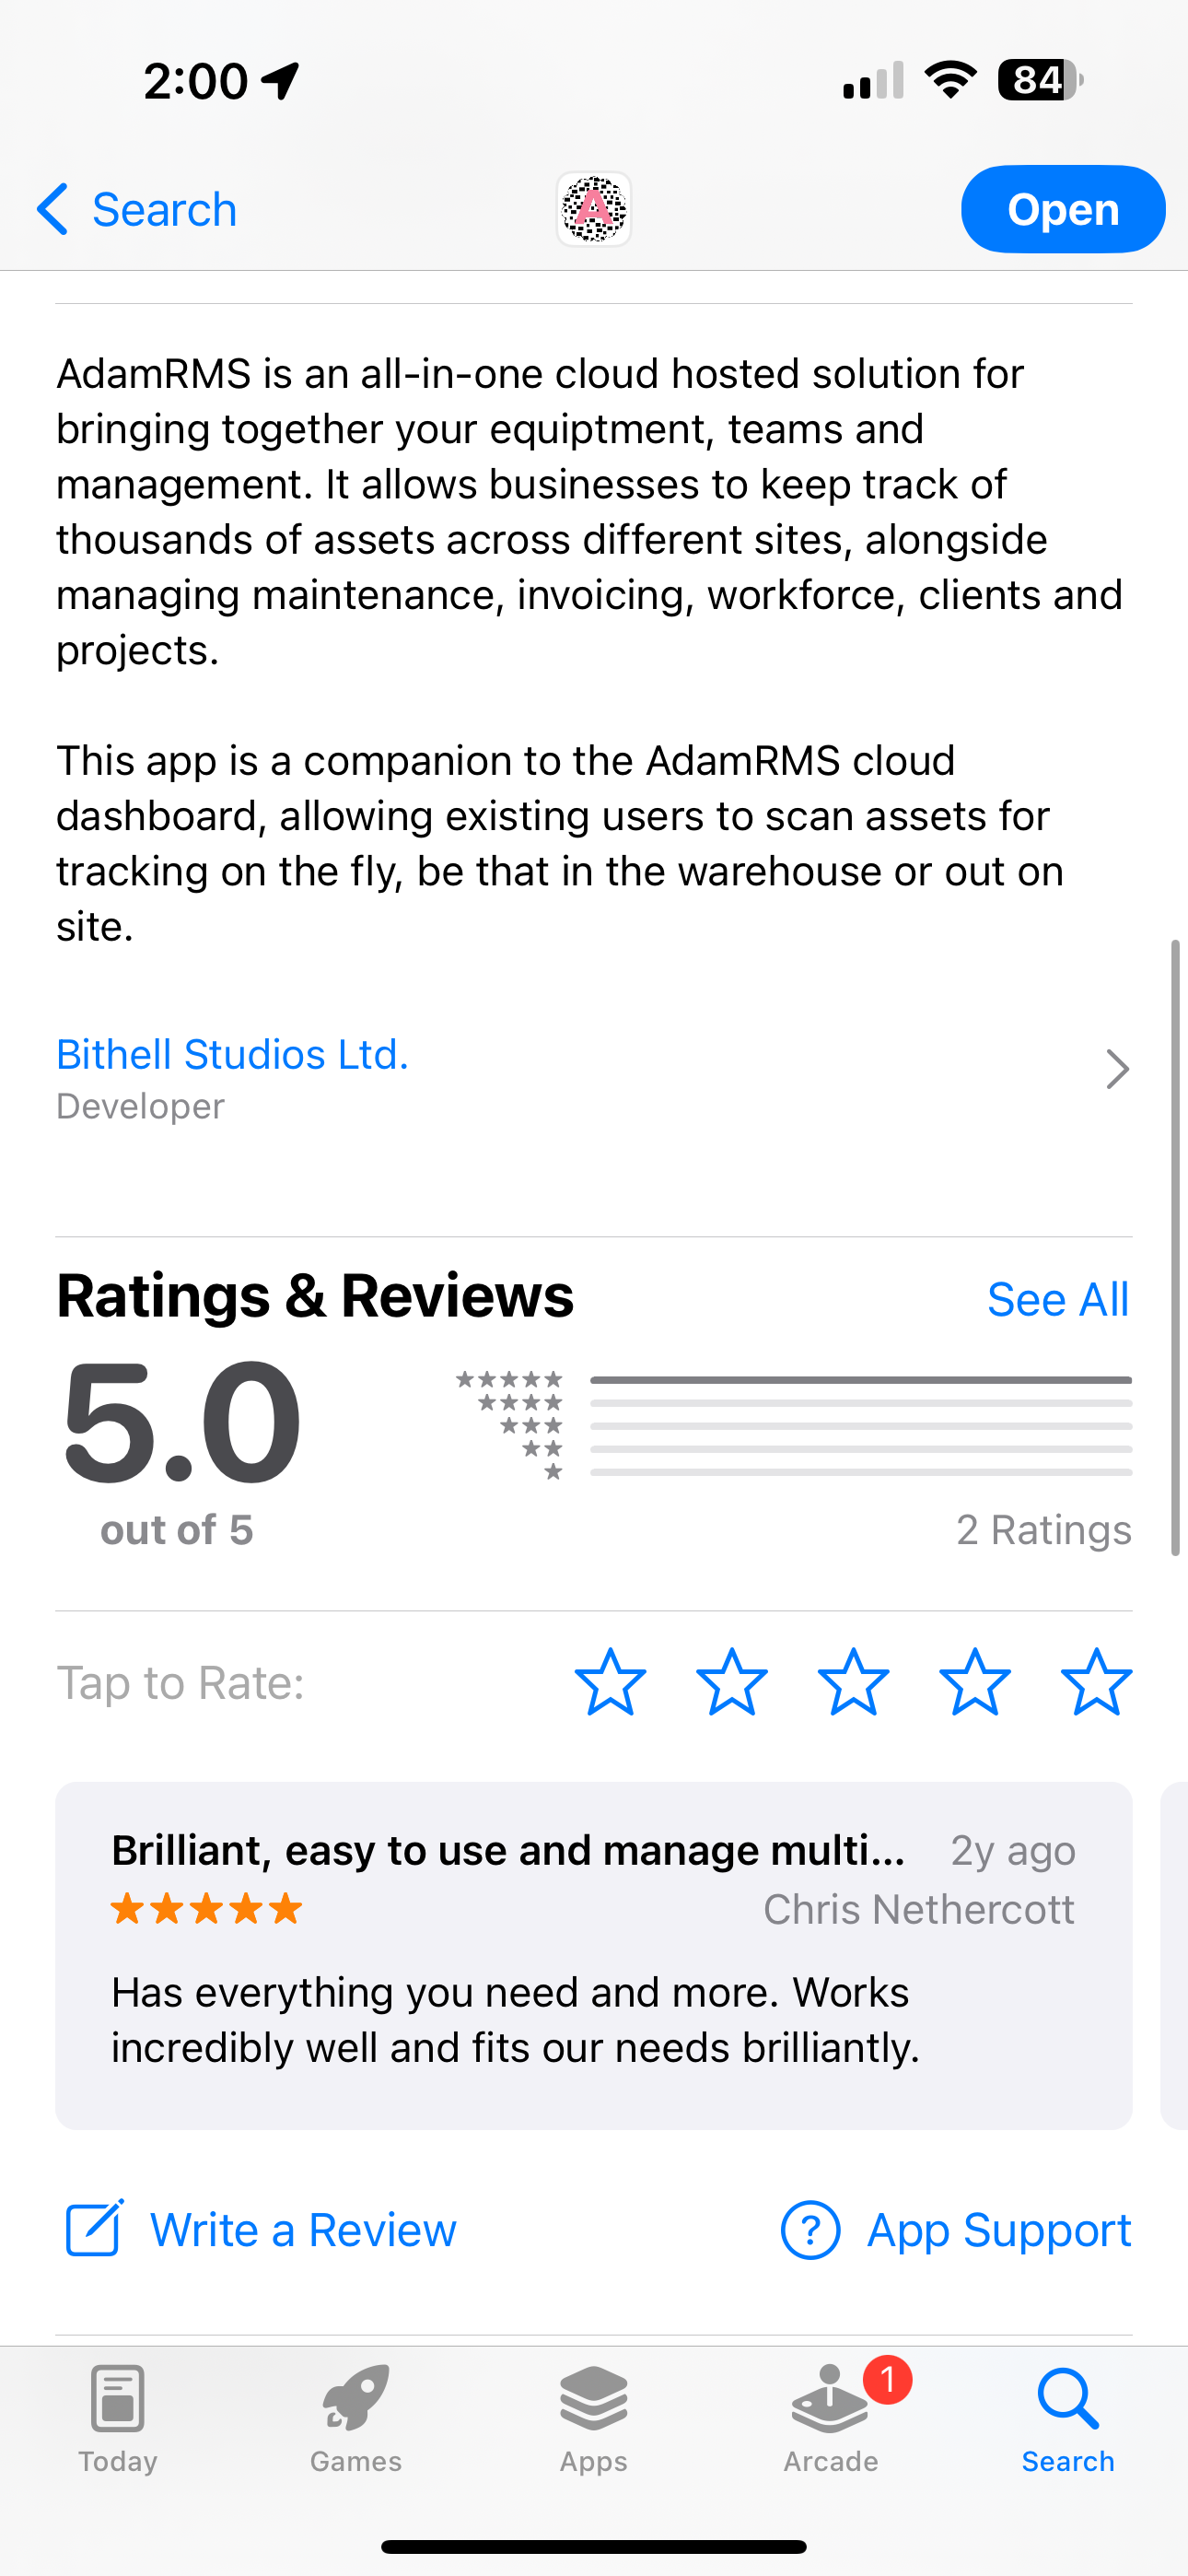 2:00
84
Search
A
Open
AdamRMS is an all-in-one cloud hosted solution for
bringing together your equiptment, teams and
management. It allows businesses to keep track of
thousands of assets across different sites, alongside
managing maintenance, invoicing, workforce, clients and
projects.
This app is a companion to the AdamRMS cloud
dashboard, allowing existing users to scan assets for
tracking on the fly, be that in the warehouse or out on
site.
Bithell Studios Ltd.
Developer
Ratings & Reviews
See All
5.0
out of 5
2 Ratings
Tap to Rate:
Brilliant, easy to use and manage multi...
2y ago
Chris Nethercott
Has everything you need and more. Works
incredibly well and fits our needs brilliantly.
Write a Review
? App Support
1
Today
Games
Apps
Arcade
Search